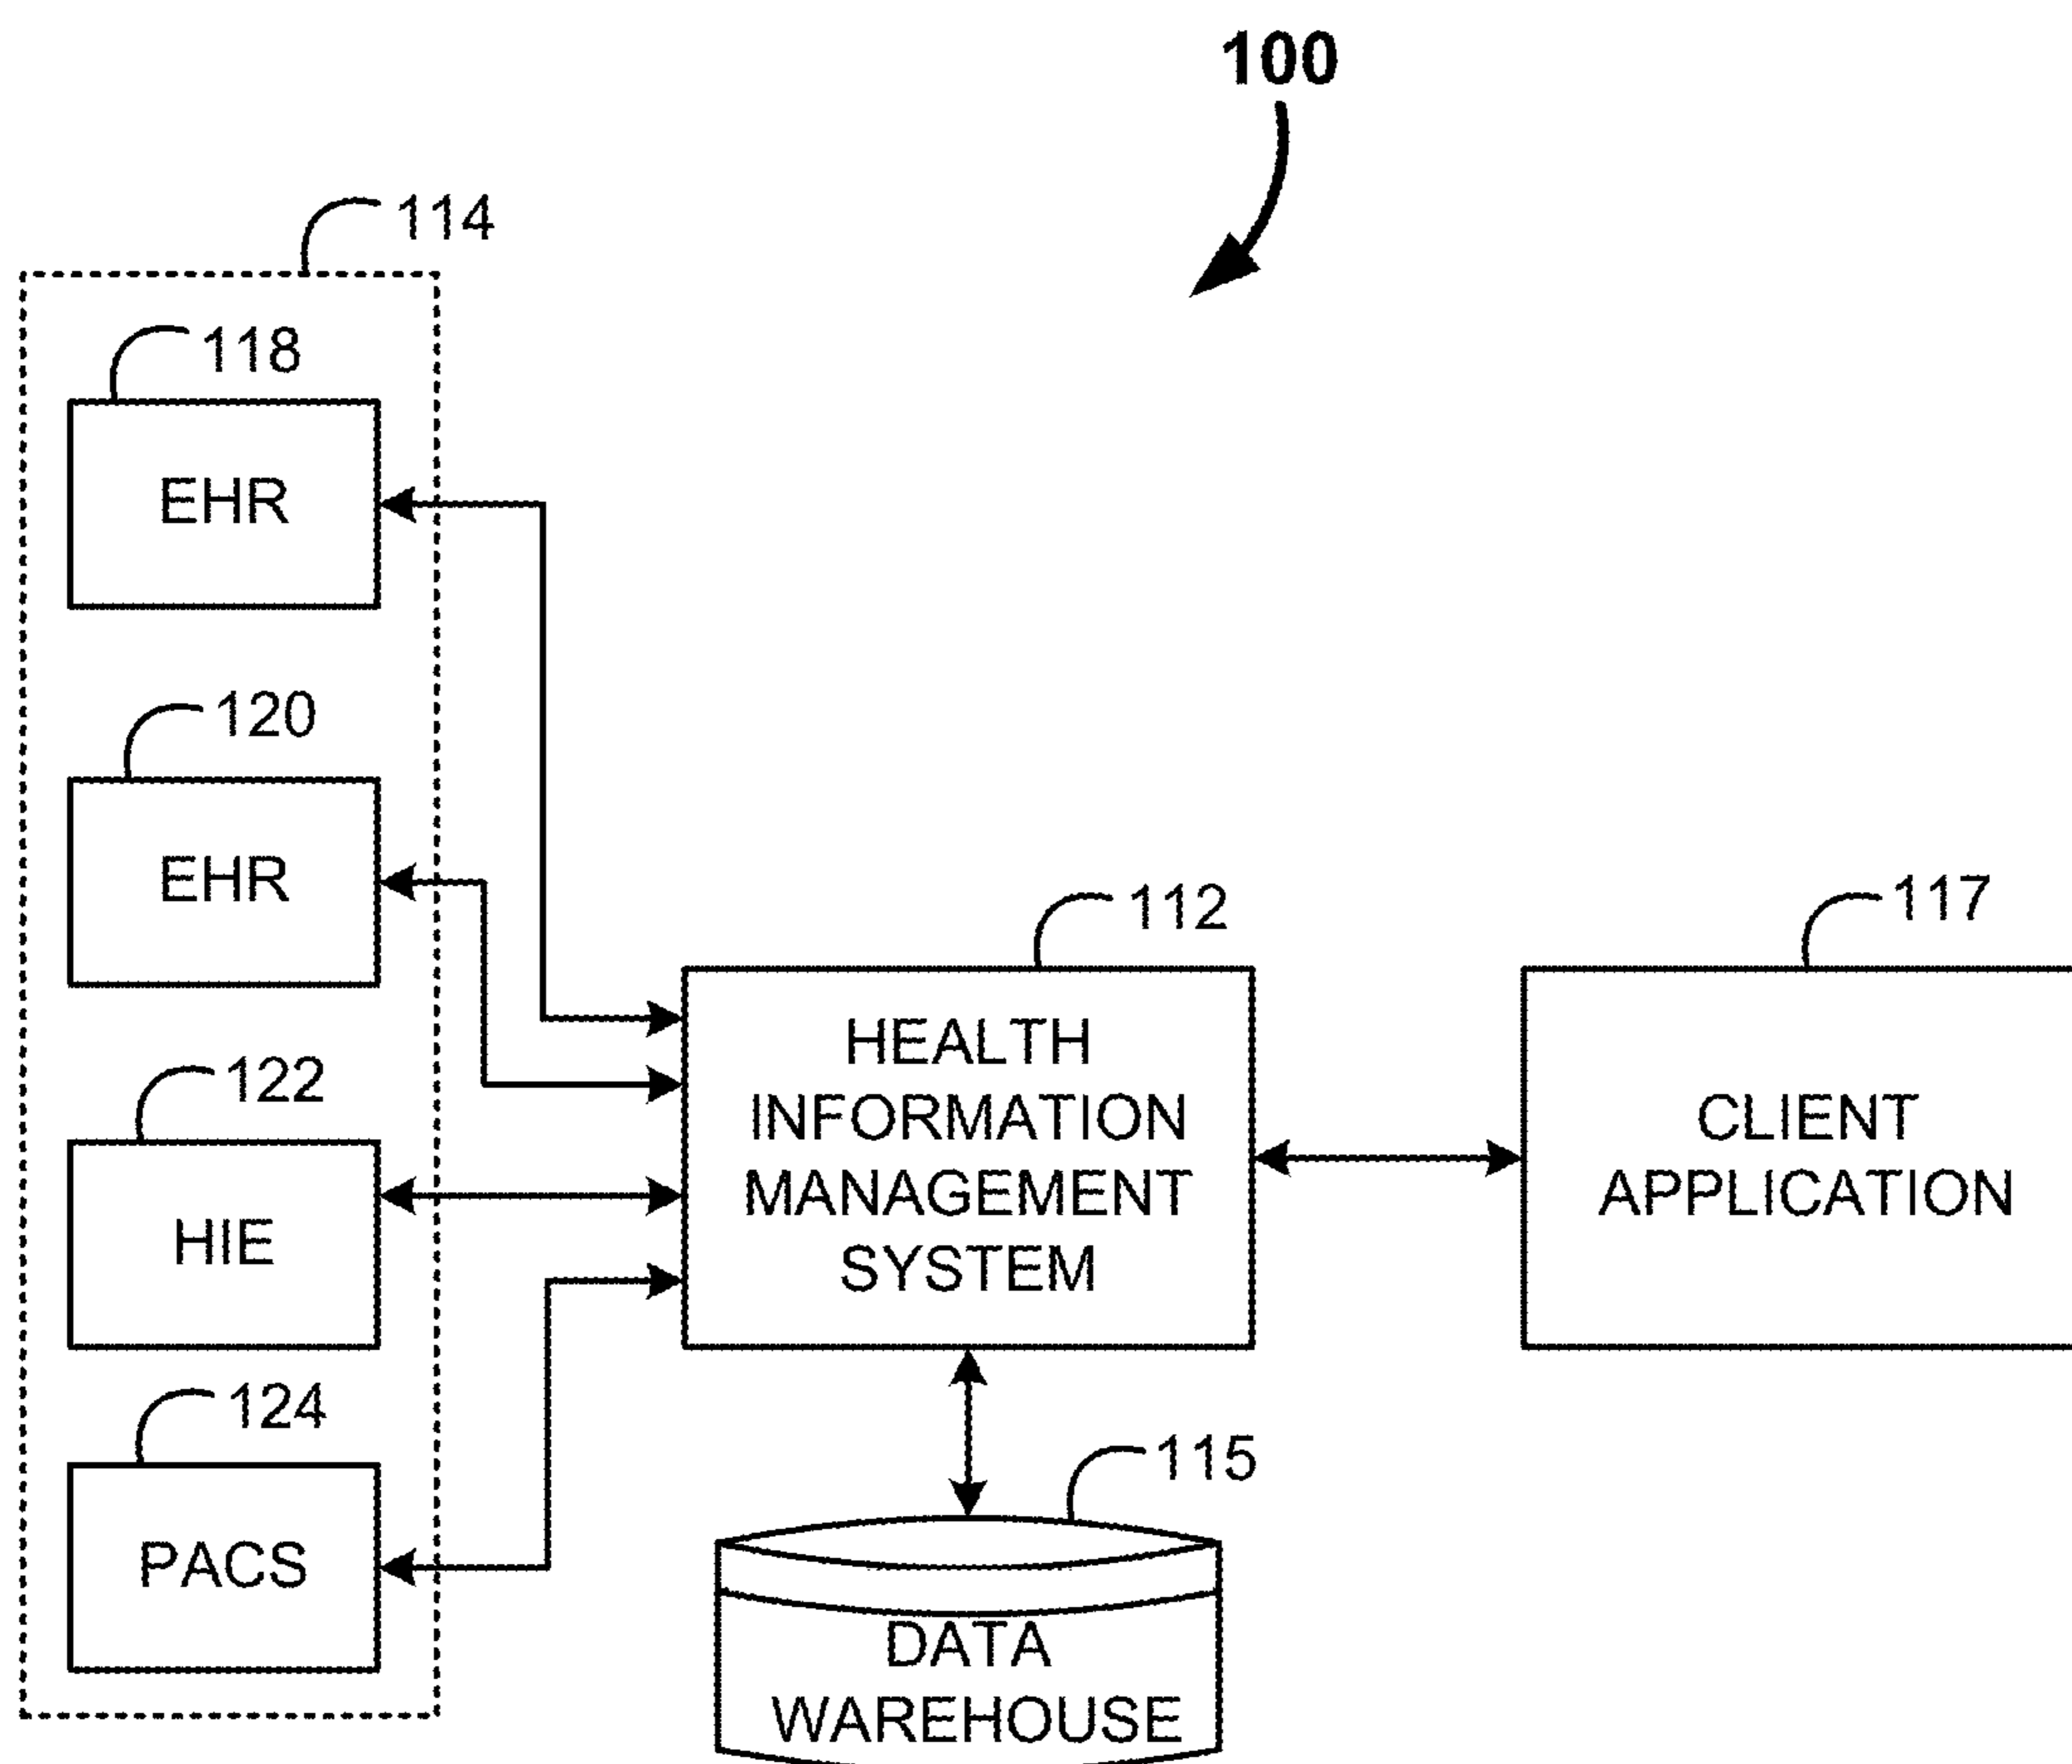 100
114
118
EHR
120
EHR
112
117
HEALTH
INFORMATION
MANAGEMENT
SYSTEM
CLIENT
APPLICATION
122
HIE
124
PACS
115
DATA
WAREHOUSE